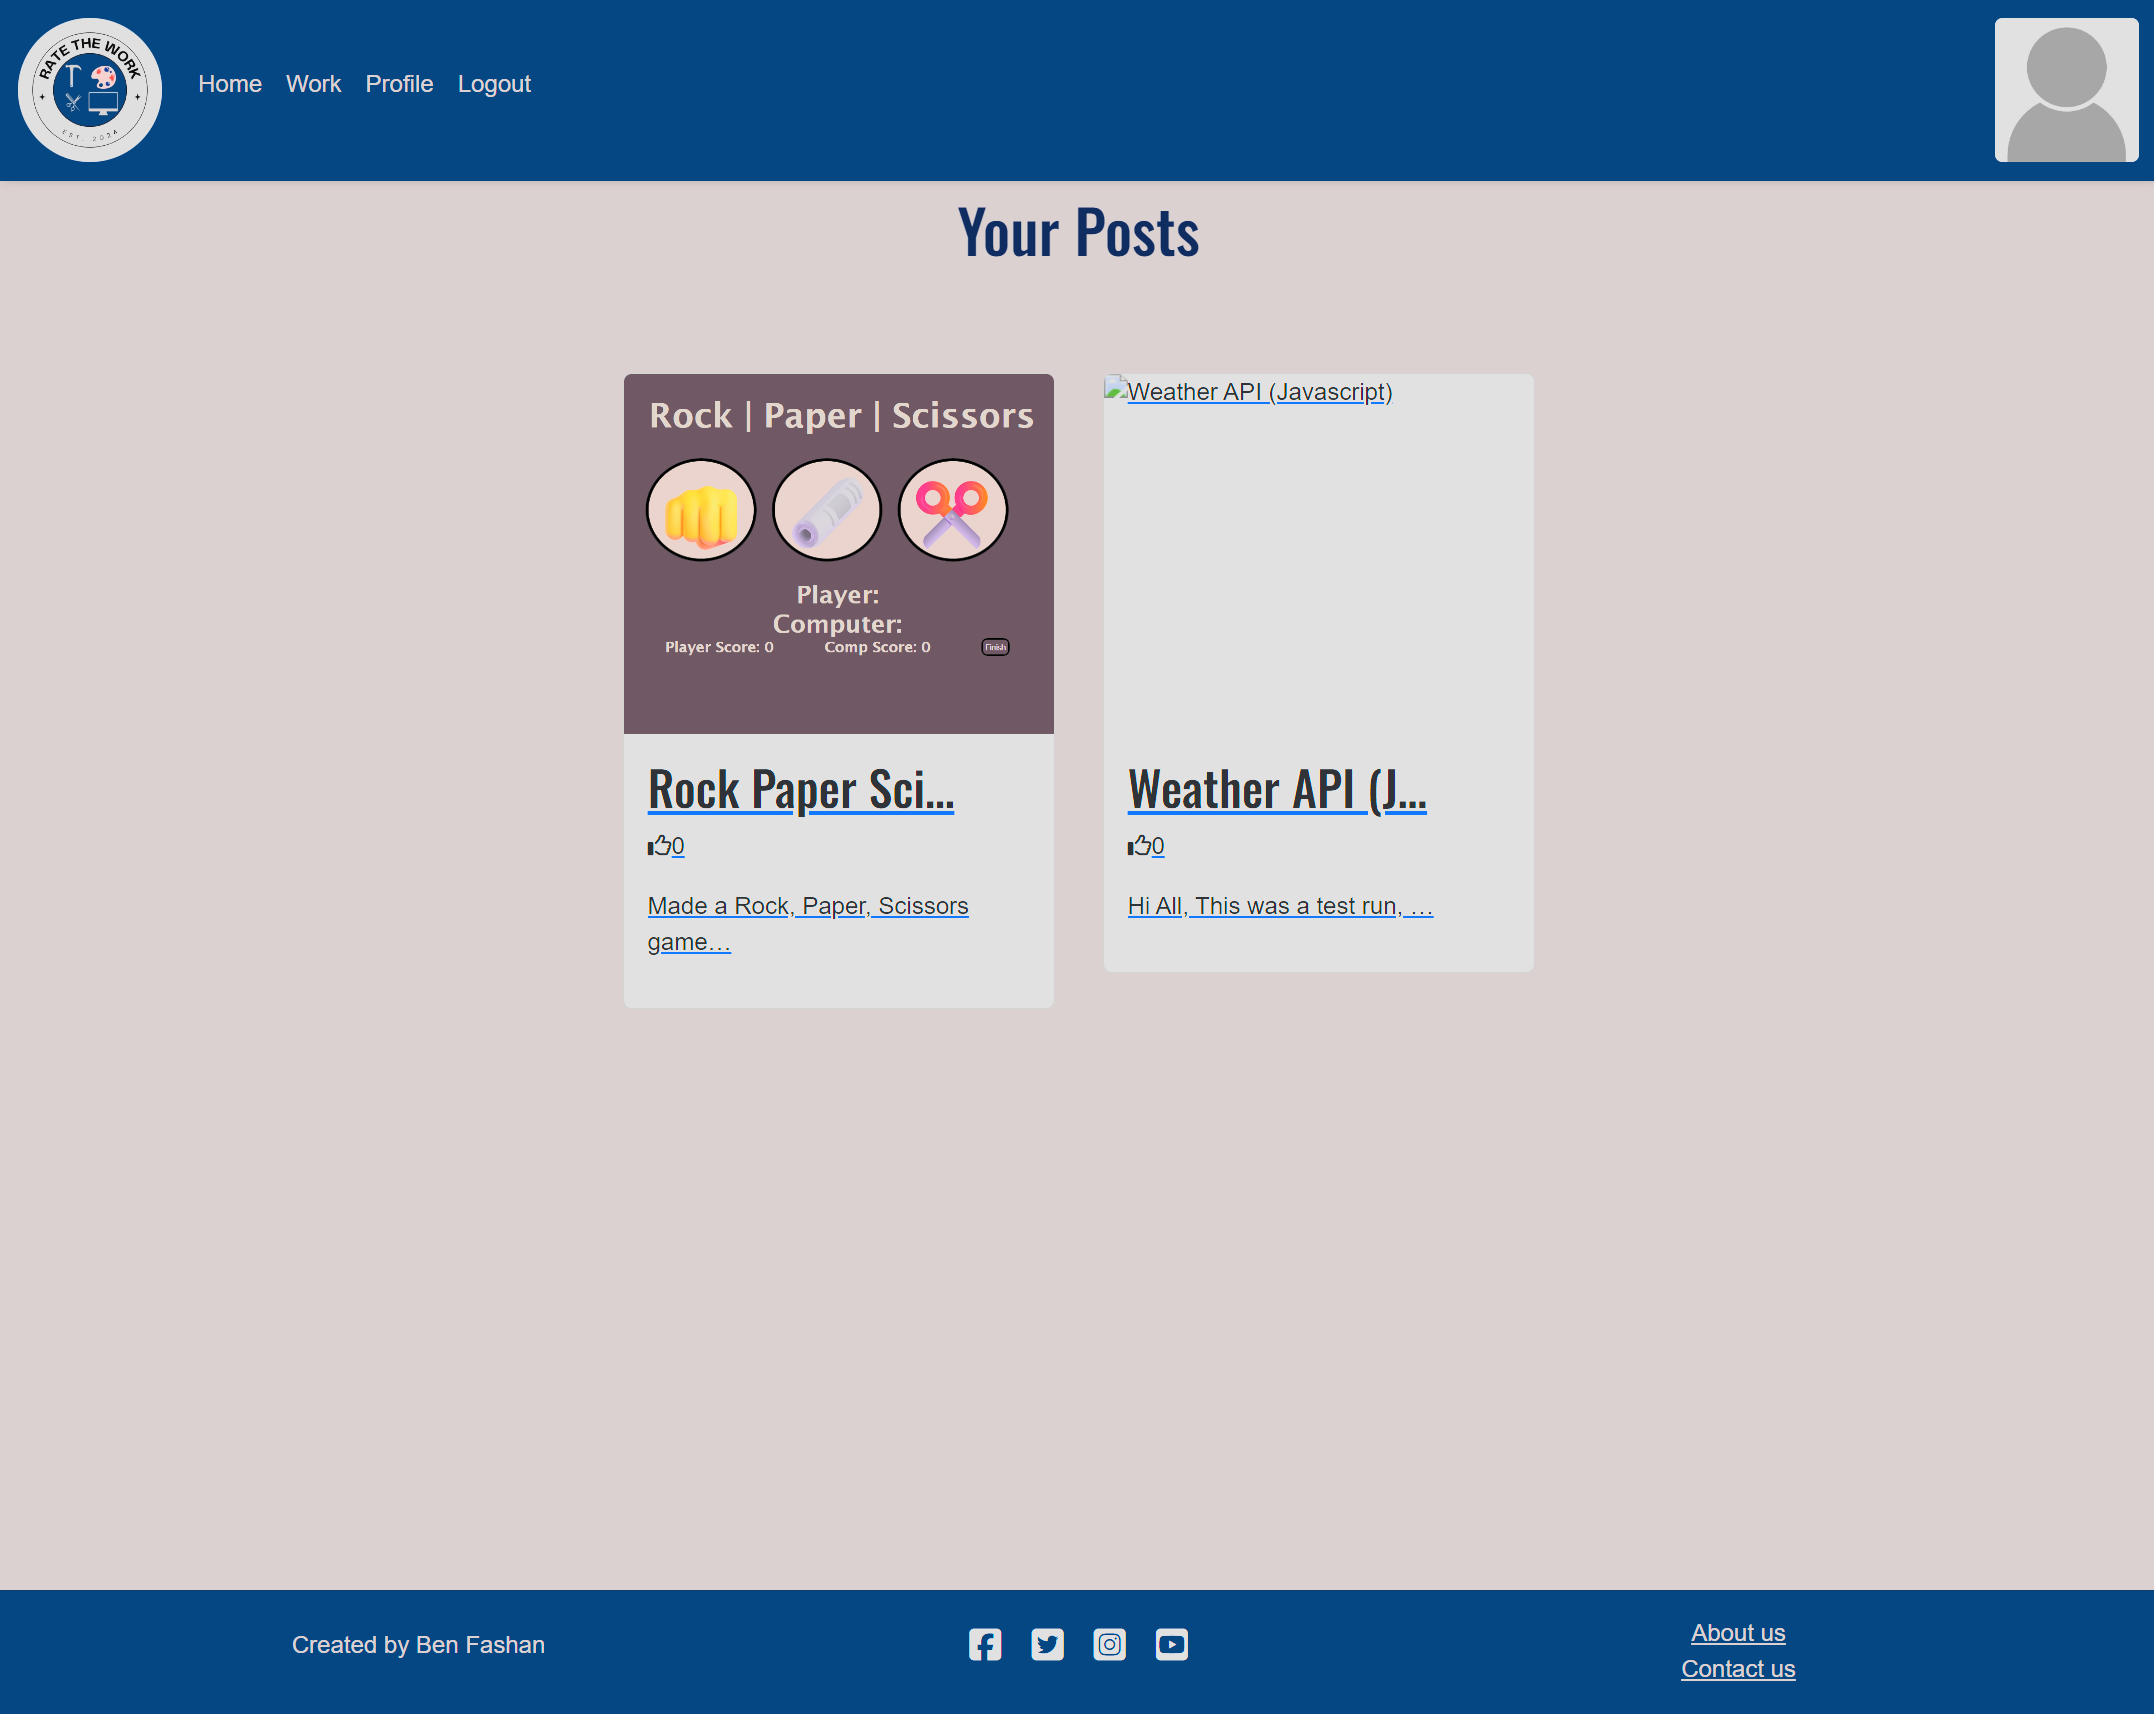 RATE THE WORK
EST 2024
Home Work Profile Logout
Your Posts
Rock | Paper | Scissors
Player:
Computer:
Player Score: 0 Comp Score: 0 Finish
Rock Paper Sci...
0
Made a Rock, Paper, Scissors
game…
Weather API (Javascript)
Weather API (J...
0
Hi All, This was a test run, …
Created by Ben Fashan
About us
Contact us